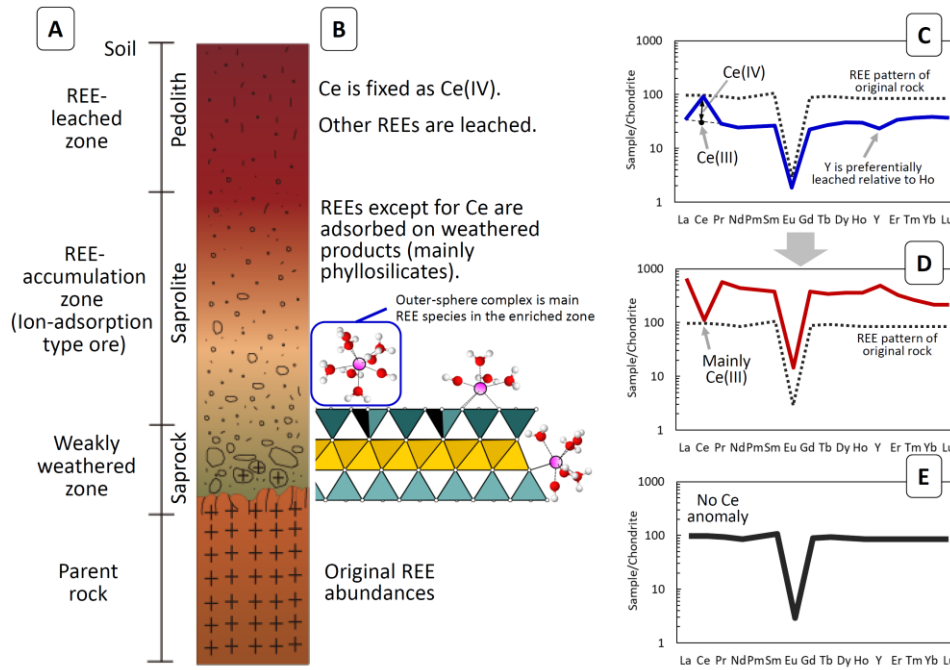 A
Soil
REE-
leached
zone
Pedolith
REE-
accumulation
zone
(Ion-adsorption
type ore)
Saprolite
Weakly
weathered
zone
Saprock
Parent
rock
B
Ce is fixed as Ce(IV).
Other REEs are leached.
REEs except for Ce are
adsorbed on weathered
products (mainly
phyllosilicates).
Outer-sphere complex is main
REE species in the enriched zone
Original REE
abundances
C
Sample/Chondrite
1000
100
10
1
Ce(IV)
Ce(III)
REE pattern of
original rock
Y is preferentially
leached relative to Ho
La Ce Pr Nd Pm Sm Eu Gd Tb Dy Ho Y Er Tm Yb Lu
D
Sample/Chondrite
1000
100
10
1
Mainly
Ce(III)
REE pattern of
original rock
La Ce Pr Nd Pm Sm Eu Gd Tb Dy Ho Y Er Tm Yb Lu
E
Sample/Chondrite
1000
100
10
1
No Ce
anomaly
La Ce Pr Nd Pm Sm Eu Gd Tb Dy Ho Y Er Tm Yb Lu